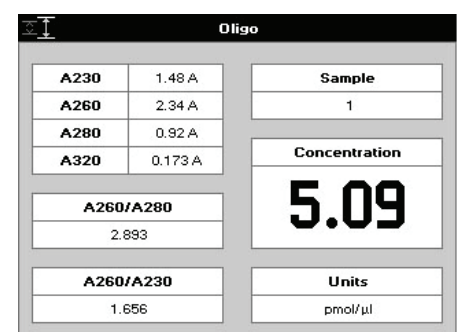 Oligo
A230 1.48 A
A260 2.34 A
A280 0.92 A
A320 0.173 A
A260/A280
2.893
A260/A230
1.656
Sample
1
Concentration
5.09
Units
pmol/µl